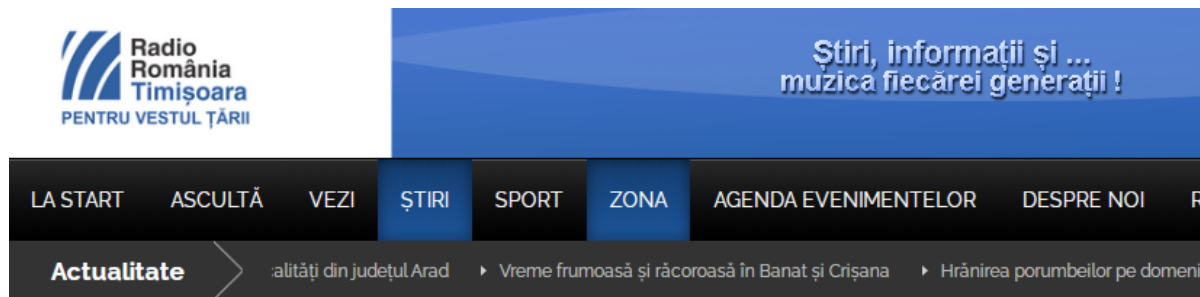 Radio
România
Timișoara
PENTRU VESTUL ȚĂRII
Știri, informații și ...
muzica fiecărei generații !
LA START ASCULTĂ VEZI ȘTIRI SPORT ZONA AGENDA EVENIMENTELOR DESPRE NOI
Actualitate din județul Arad Vreme frumoasă și răcoroasă în Banat și Crișana Hrănirea porumbeilor pe